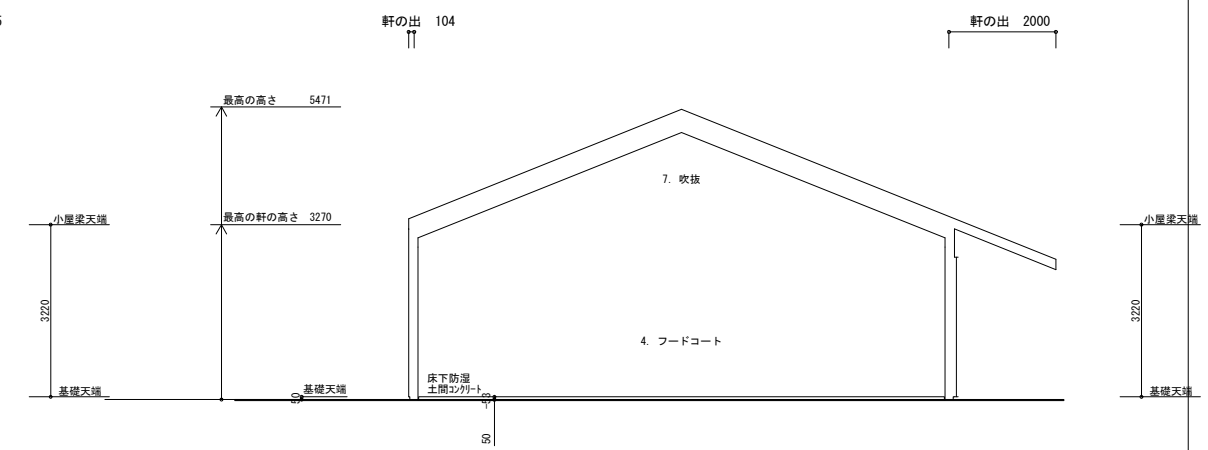 5
軒の出 104
軒の出 2000
最高の高さ 5471
7. 吹抜
小屋梁天端
最高の軒の高さ 3270
小屋梁天端
3220
3220
4. フードコート
床下防湿
土間コンクリート
基礎天端
基礎天端
基礎天端
50
-53
50